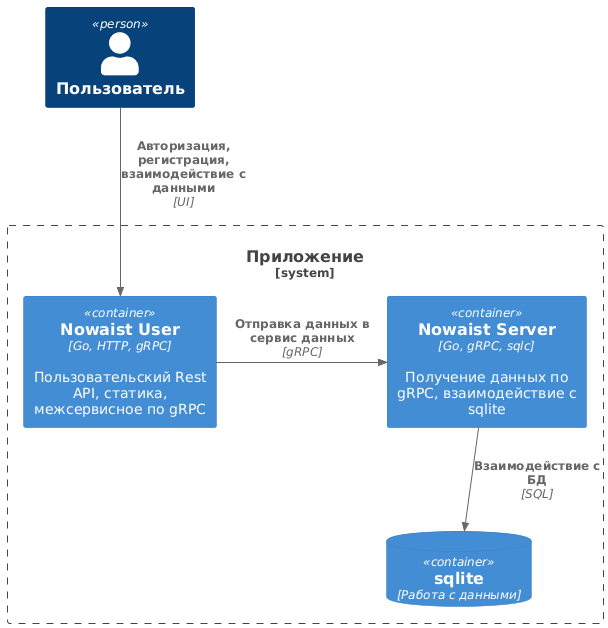 «person»
Пользователь
Авторизация,
регистрация,
взаимодействие с
данными
[UI]
Приложение
[system]
«container»
Nowaist User
[Go, HTTP, gRPC]
Пользовательский Rest
API, статика,
межсервисное по gRPC
Отправка данных в
сервис данных
[gRPC]
«container»
Nowaist Server
[Go, gRPC, sqlc]
Получение данных по
gRPC, взаимодействие с
sqlite
Взаимодействие с
БД
[SQL]
«container»
sqlite
[Работа с данными]